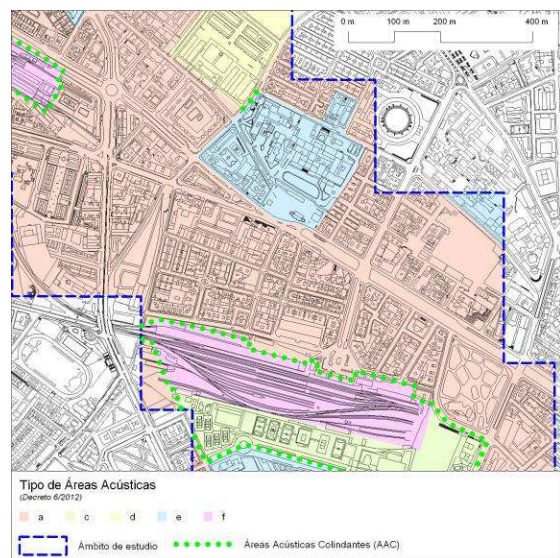 0 m 100 m 200 m 400 m
Tipo de Áreas Acústicas
(Decreto 6/2012)
a c d e f
Ámbito de estudio Áreas Acústicas Colindantes (AAC)